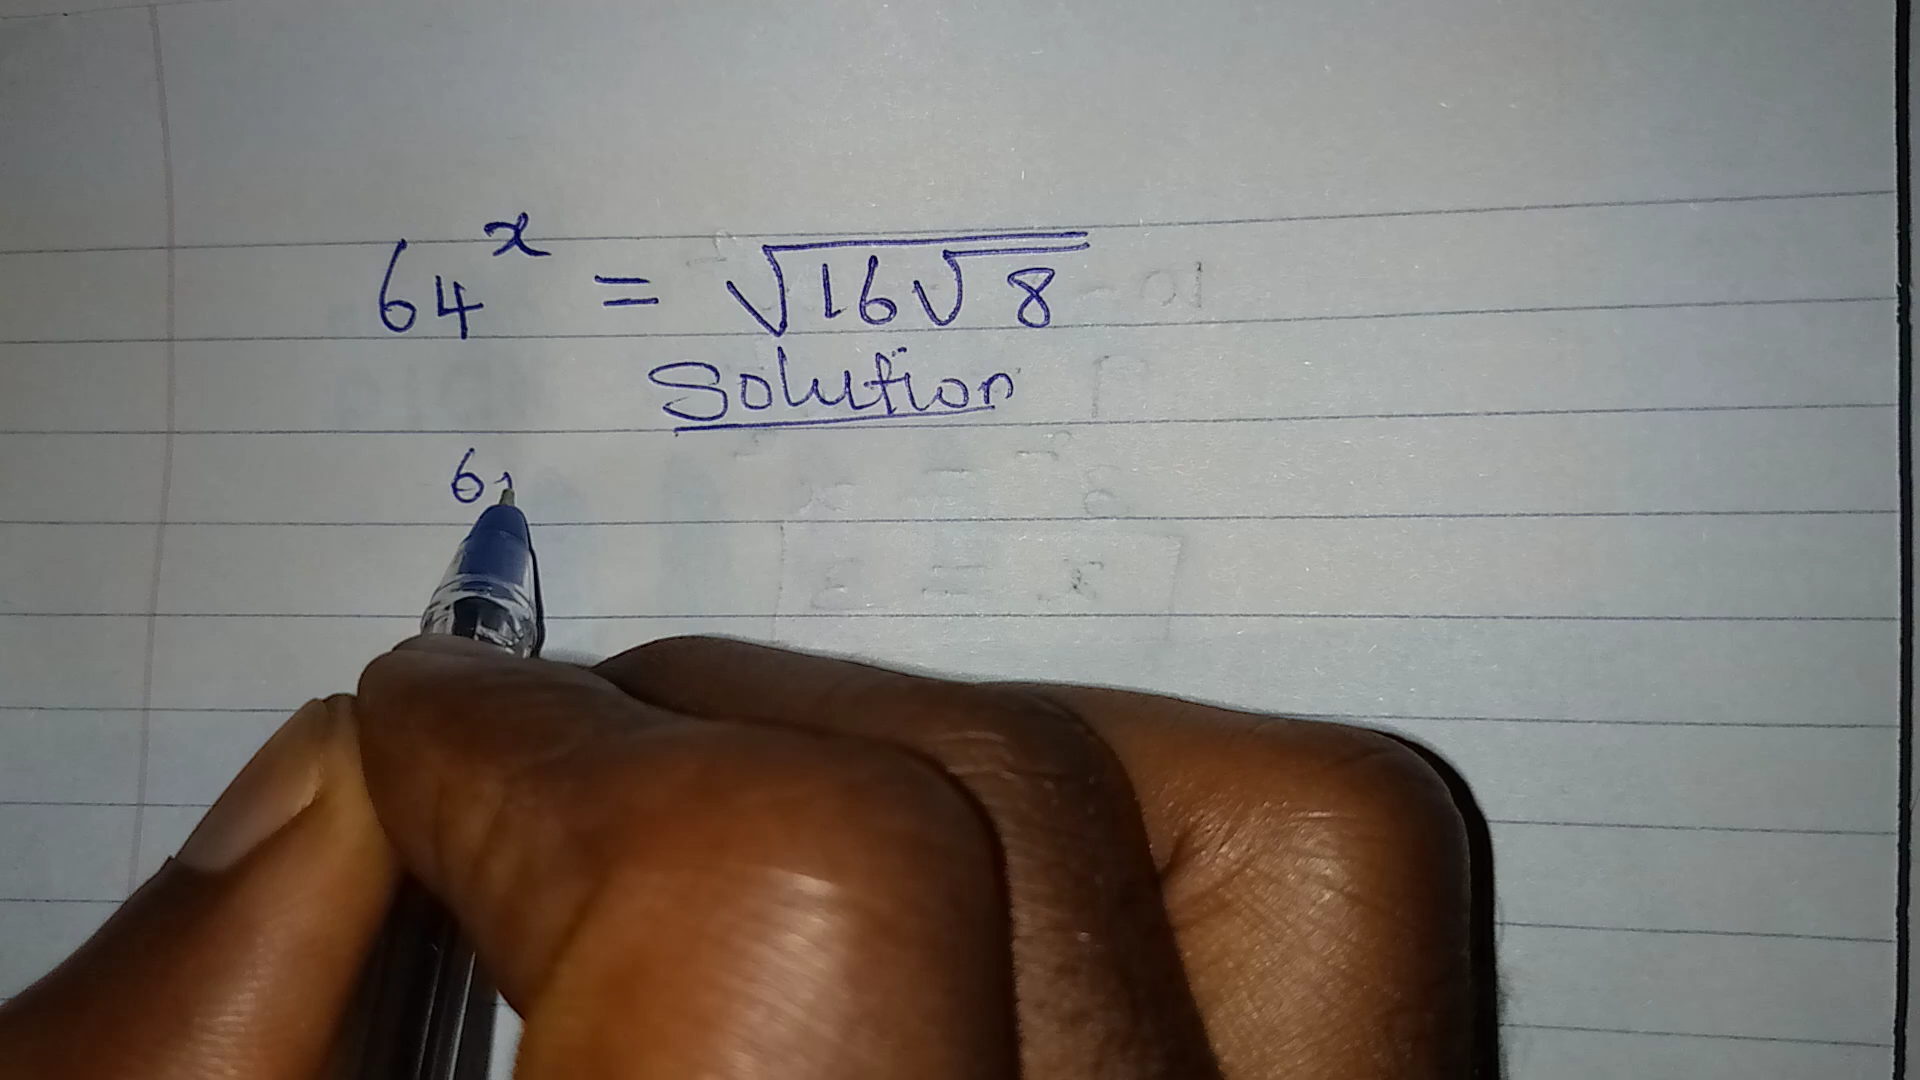 64^x = √(16√8)
Solution
6